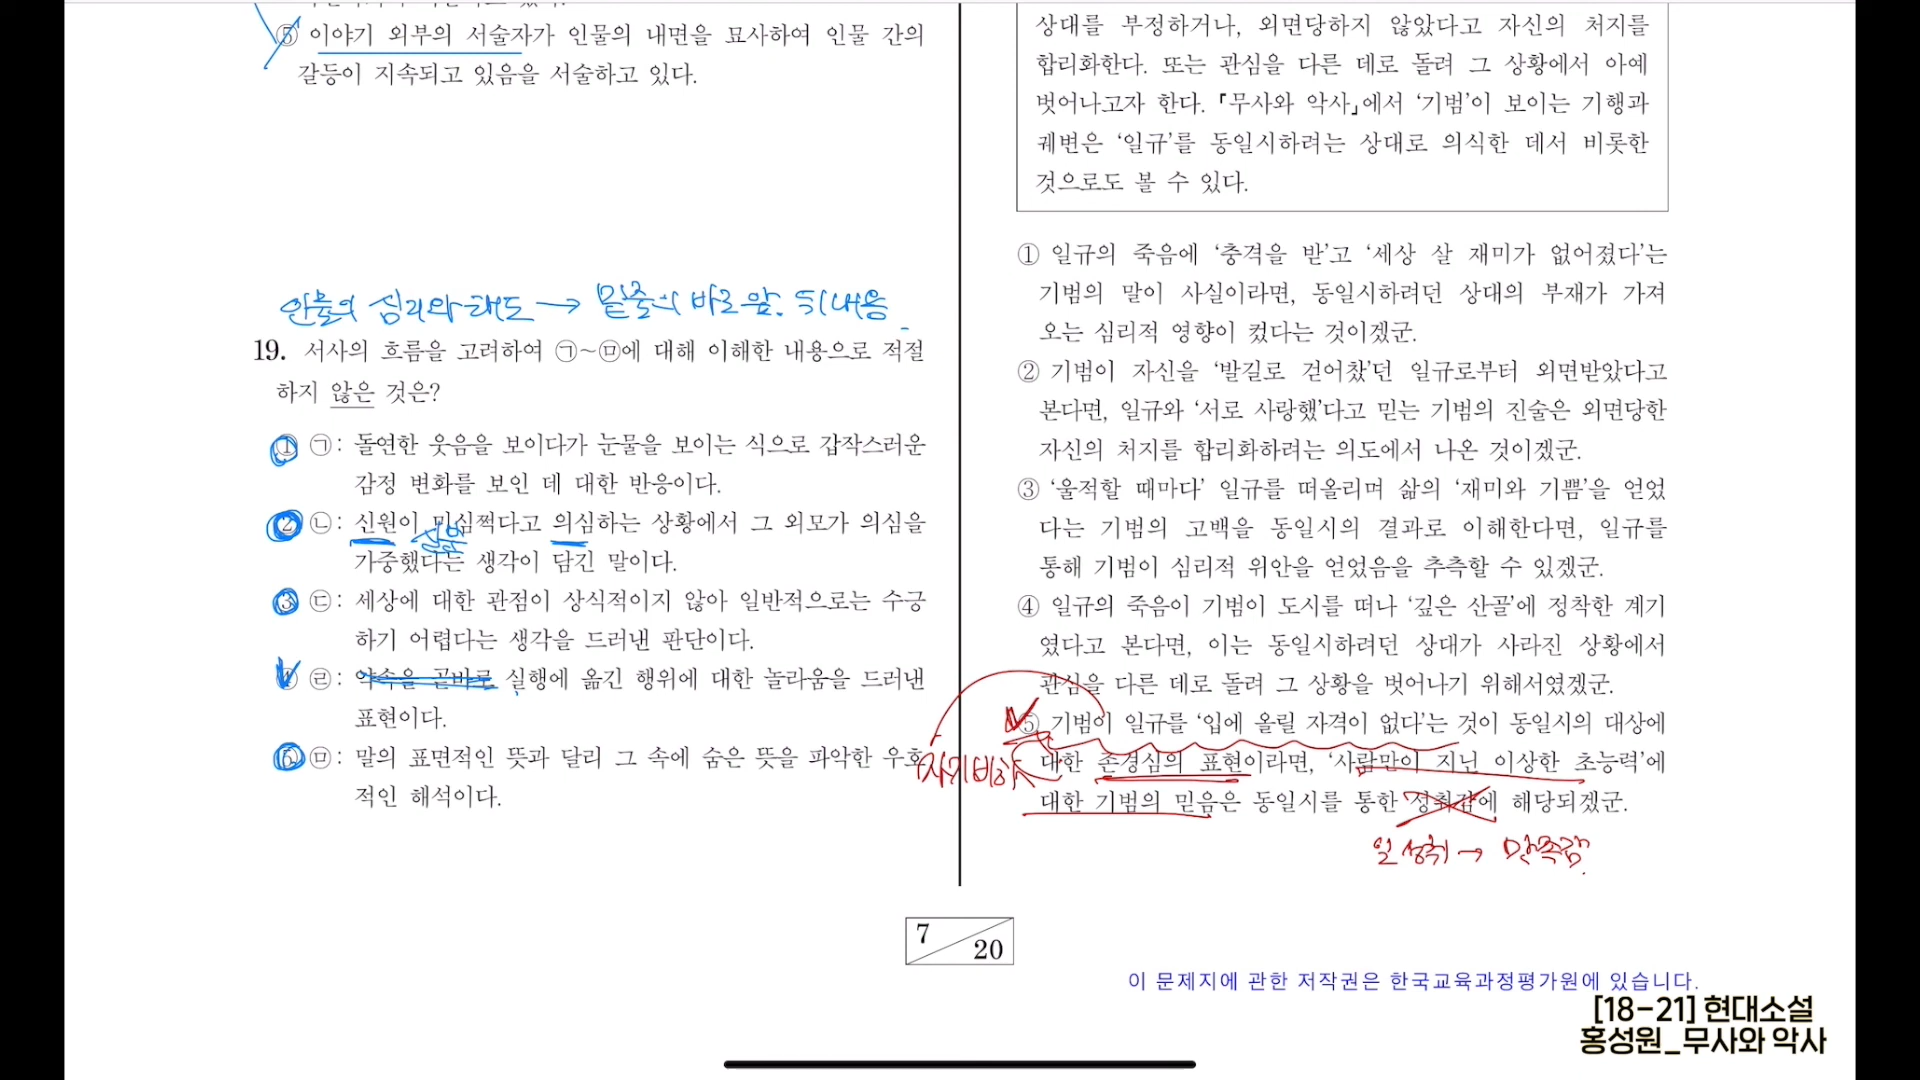 ⑤ 이야기 외부의 서술자가 인물의 내면을 묘사하여 인물 간의
갈등이 지속되고 있음을 서술하고 있다.
인물의 심리와 태도 → 밑줄의 바로 앞. 뒤 내용
19. 서사의 흐름을 고려하여 ㉠~㉤에 대해 이해한 내용으로 적절
하지 않은 것은?
① ㉠: 돌연한 웃음을 보이다가 눈물을 보이는 식으로 갑작스러운
감정 변화를 보인 데 대한 반응이다.
② ㉡: 신원이 미심쩍다고 의심하는 상황에서 그 외모가 의심을
가중했다는 생각이 담긴 말이다.
③ ㉢: 세상에 대한 관점이 상식적이지 않아 일반적으로는 수긍
하기 어렵다는 생각을 드러낸 판단이다.
④ ㉣: 약속을 곧바로 실행에 옮긴 행위에 대한 놀라움을 드러낸
표현이다.
⑤ ㉤: 말의 표면적인 뜻과 달리 그 속에 숨은 뜻을 파악한 우호
적인 해석이다.
상대를 부정하거나, 외면당하지 않았다고 자신의 처지를
합리화한다. 또는 관심을 다른 데로 돌려 그 상황에서 아예
벗어나고자 한다. 「무사와 악사」에서 ‘기범’이 보이는 기행과
궤변은 ‘일규’를 동일시하려는 상대로 의식한 데서 비롯한
것으로도 볼 수 있다.
① 일규의 죽음에 ‘충격을 받’고 ‘세상 살 재미가 없어졌다’는
기범의 말이 사실이라면, 동일시하려던 상대의 부재가 가져
오는 심리적 영향이 컸다는 것이겠군.
② 기범이 자신을 ‘발길로 걷어찼’던 일규로부터 외면받았다고
본다면, 일규와 ‘서로 사랑했’다고 믿는 기범의 진술은 외면당한
자신의 처지를 합리화하려는 의도에서 나온 것이겠군.
③ ‘울적할 때마다’ 일규를 떠올리며 삶의 ‘재미와 기쁨’을 얻었
다는 기범의 고백을 동일시의 결과로 이해한다면, 일규를
통해 기범이 심리적 위안을 얻었음을 추측할 수 있겠군.
④ 일규의 죽음이 기범이 도시를 떠나 ‘깊은 산골’에 정착한 계기
였다고 본다면, 이는 동일시하려던 상대가 사라진 상황에서
관심을 다른 데로 돌려 그 상황을 벗어나기 위해서였겠군.
⑤ 기범이 일규를 ‘입에 올릴 자격이 없다’는 것이 동일시의 대상에
대한 존경심의 표현이라면, ‘사람만이 지닌 이상한 초능력’에
대한 기범의 믿음은 동일시를 통한 성취감에 해당되겠군.
자기비하
일 성취 → 만족감
7
20
이 문제지에 관한 저작권은 한국교육과정평가원에 있습니다.
[18-21] 현대소설
홍성원_무사와 악사